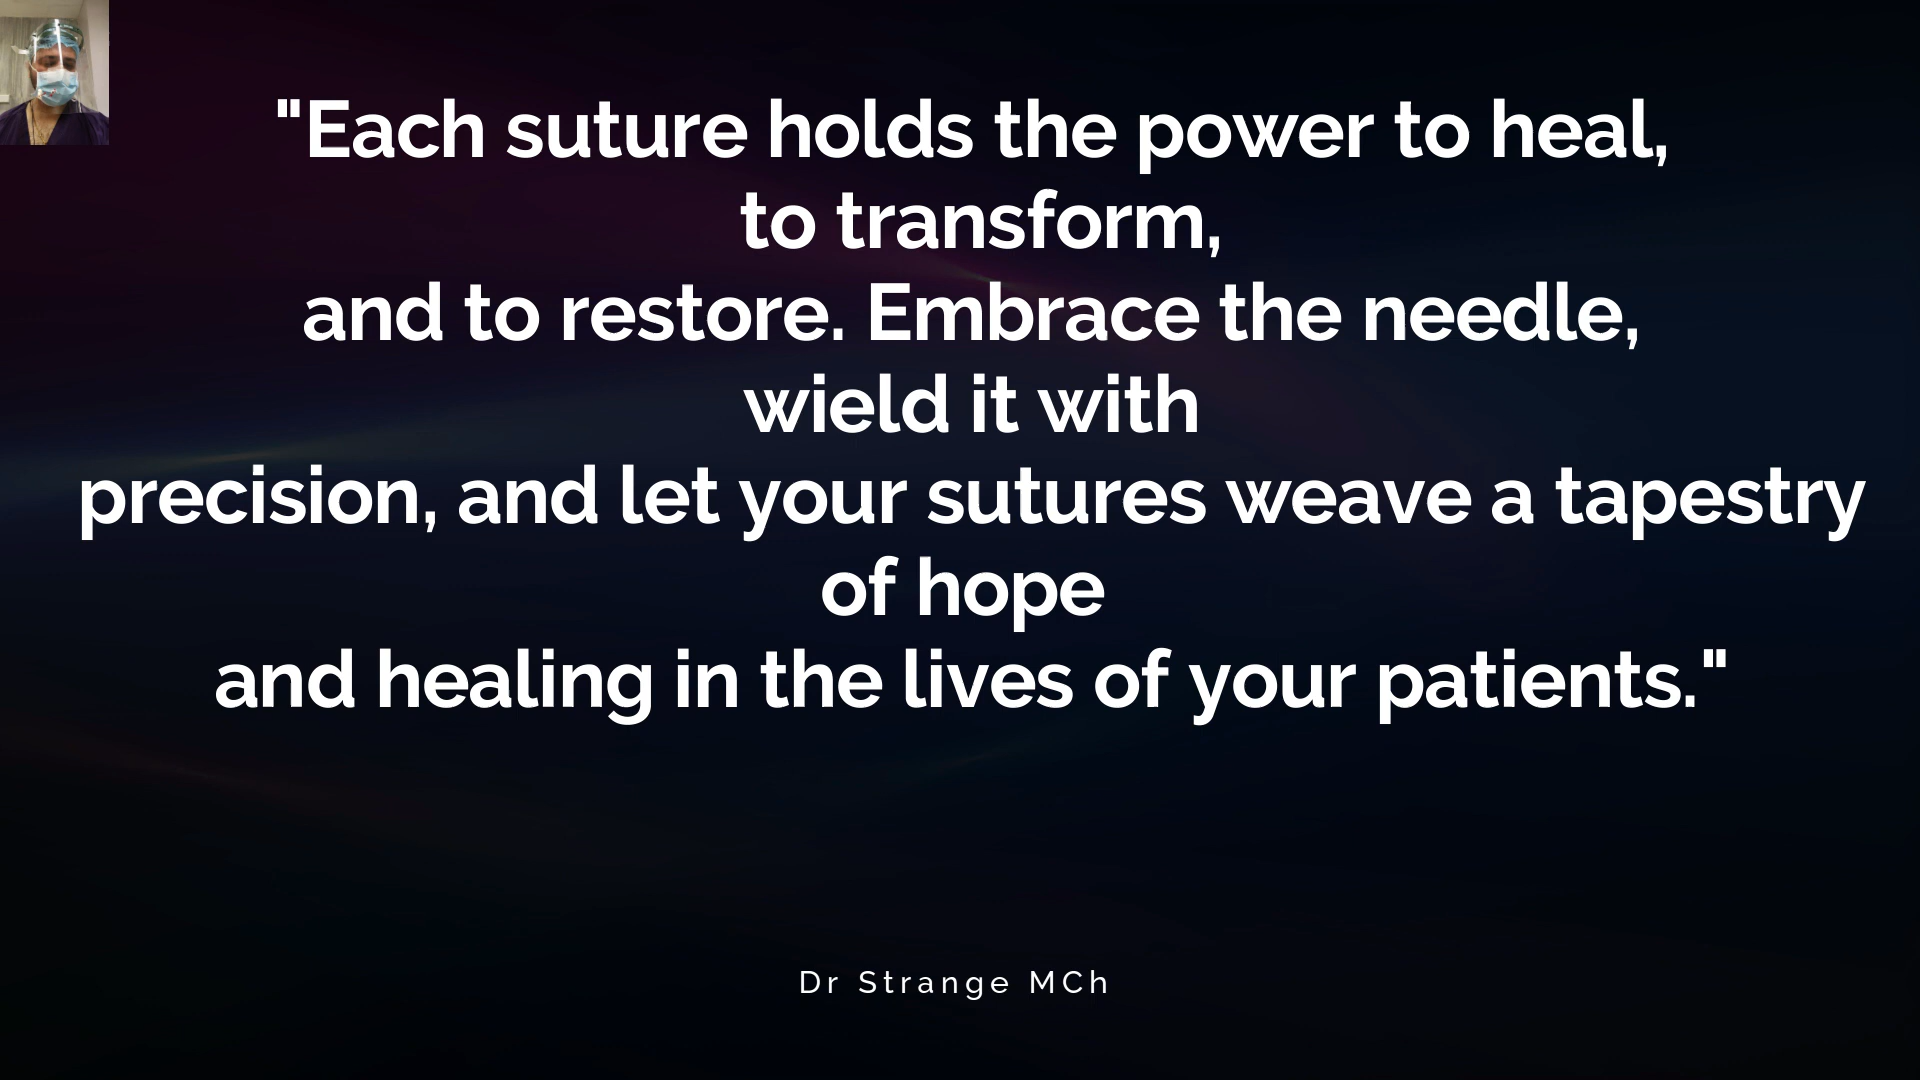 "Each suture holds the power to heal,
to transform,
and to restore. Embrace the needle,
wield it with
precision, and let your sutures weave a tapestry
of hope
and healing in the lives of your patients."
Dr Strange MCh